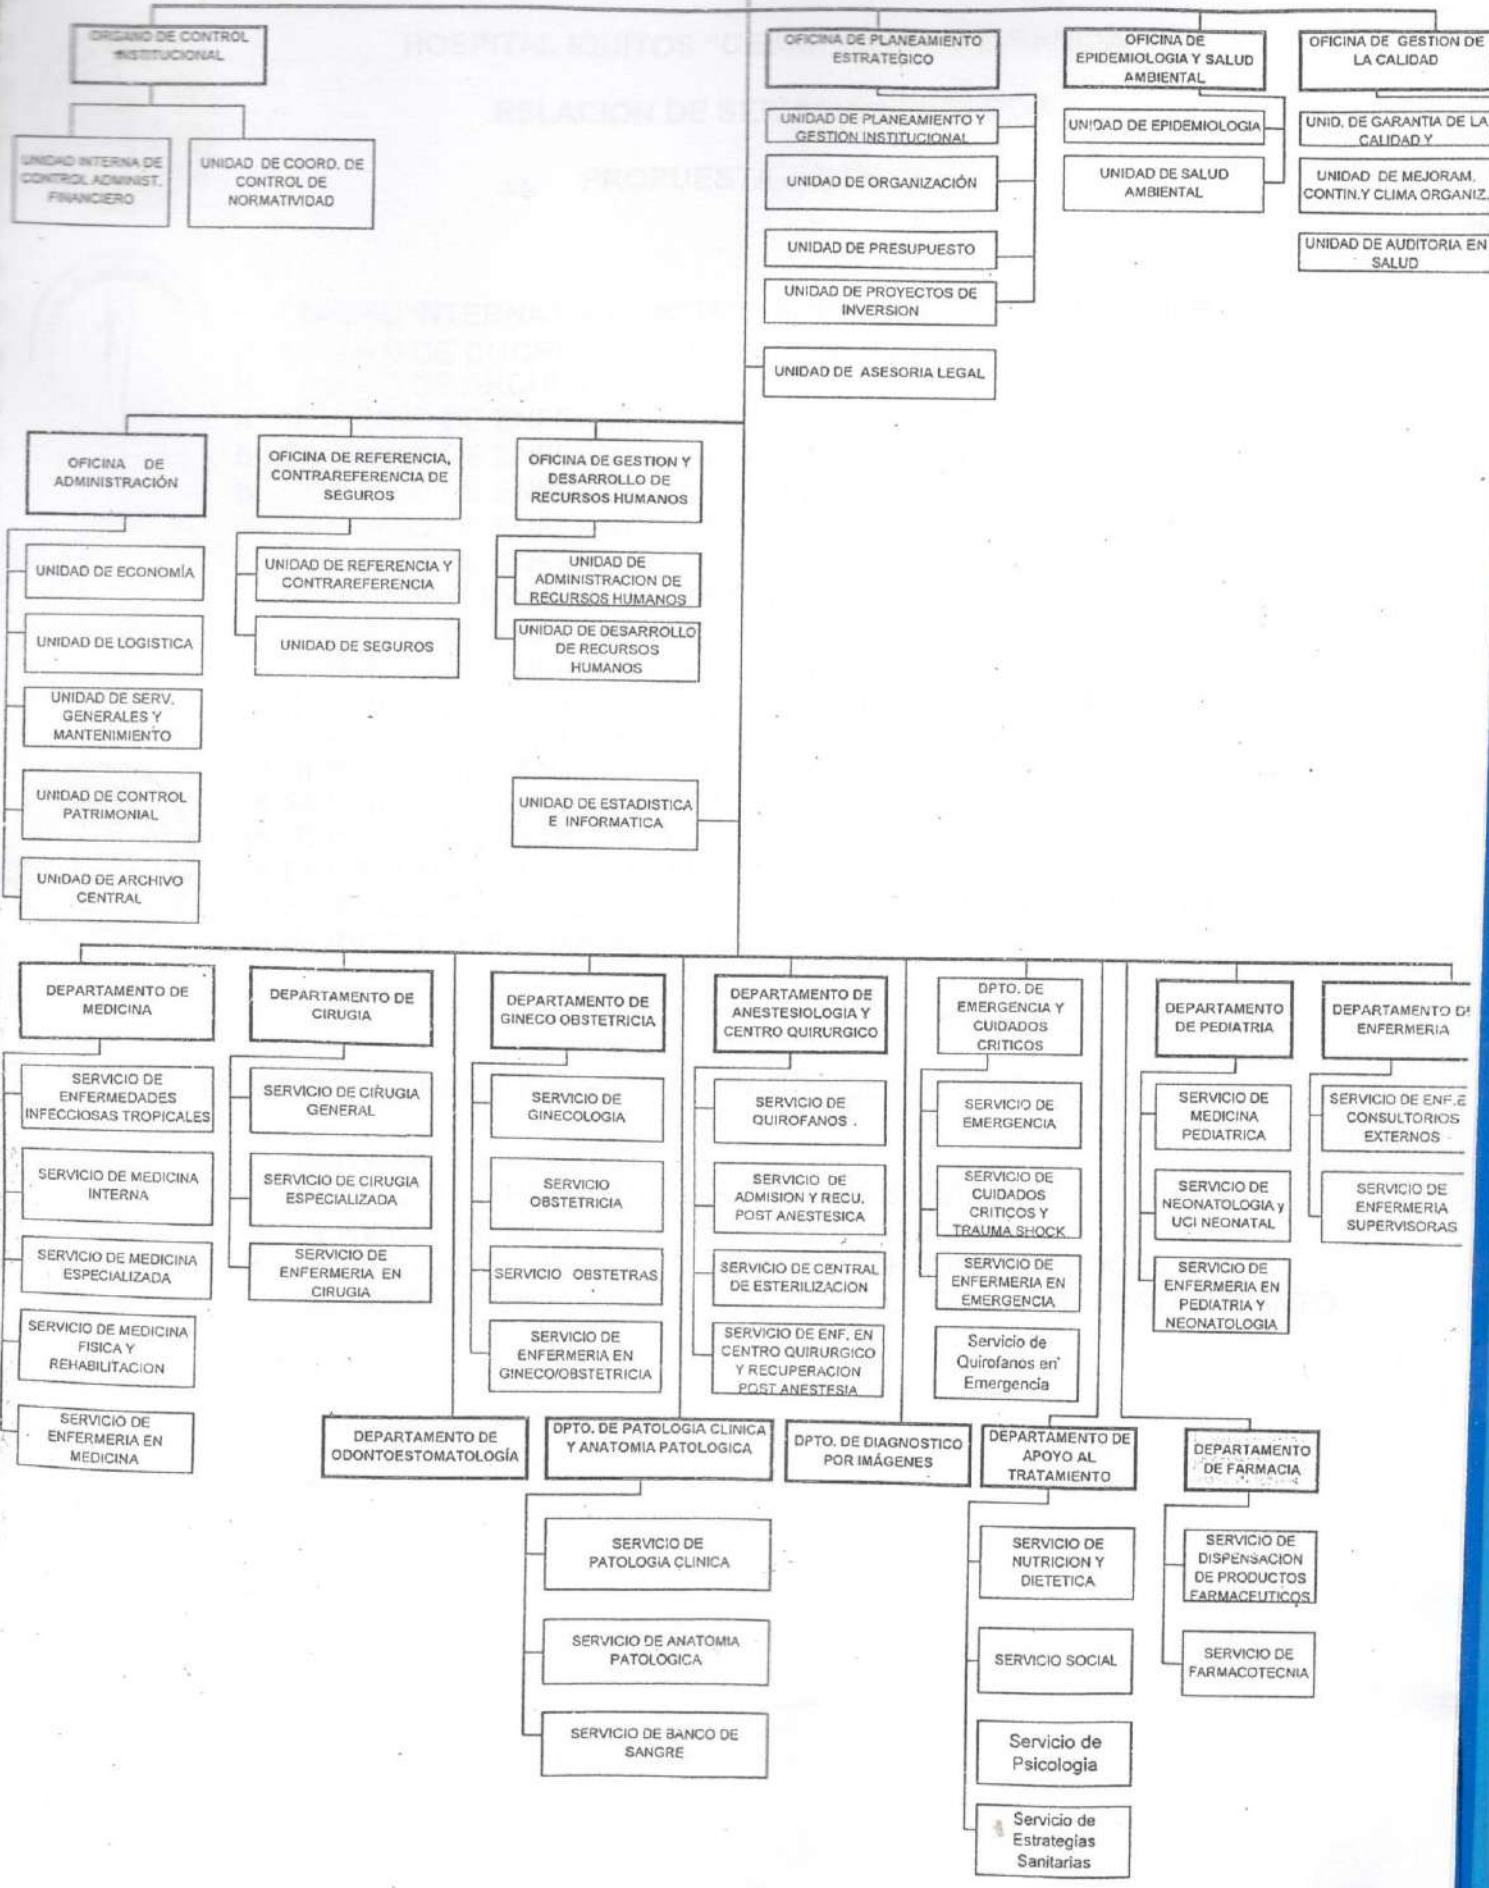 ORGANO DE CONTROL
INSTITUCIONAL
OFICINA DE PLANEAMIENTO
ESTRATEGICO
OFICINA DE
EPIDEMIOLOGIA Y SALUD
AMBIENTAL
OFICINA DE GESTION DE
LA CALIDAD
UNIDAD INTERNA DE
CONTROL ADMINIST.
FINANCIERO
UNIDAD DE COORD. DE
CONTROL DE
NORMATIVIDAD
UNIDAD DE PLANEAMIENTO Y
GESTION INSTITUCIONAL
UNIDAD DE ORGANIZACIÓN
UNIDAD DE PRESUPUESTO
UNIDAD DE PROYECTOS DE
INVERSION
UNIDAD DE ASESORIA LEGAL
UNIDAD DE EPIDEMIOLOGIA
UNIDAD DE SALUD
AMBIENTAL
UNID. DE GARANTIA DE LA
CALIDAD Y
UNIDAD DE MEJORAM.
CONTIN.Y CLIMA ORGANIZ.
UNIDAD DE AUDITORIA EN
SALUD
HOSPITAL IQUITOS
RELACION DE
PROPUESTA
OFICINA DE
ADMINISTRACIÓN
OFICINA DE REFERENCIA,
CONTRAREFERENCIA DE
SEGUROS
OFICINA DE GESTION Y
DESARROLLO DE
RECURSOS HUMANOS
UNIDAD DE ECONOMÍA
UNIDAD DE LOGISTICA
UNIDAD DE SERV.
GENERALES Y
MANTENIMIENTO
UNIDAD DE CONTROL
PATRIMONIAL
UNIDAD DE ARCHIVO
CENTRAL
UNIDAD DE REFERENCIA Y
CONTRAREFERENCIA
UNIDAD DE SEGUROS
UNIDAD DE
ADMINISTRACION DE
RECURSOS HUMANOS
UNIDAD DE DESARROLLO
DE RECURSOS
HUMANOS
UNIDAD DE ESTADISTICA
E INFORMATICA
DEPARTAMENTO DE
MEDICINA
SERVICIO DE
ENFERMEDADES
INFECCIOSAS TROPICALES
SERVICIO DE MEDICINA
INTERNA
SERVICIO DE MEDICINA
ESPECIALIZADA
SERVICIO DE MEDICINA
FISICA Y
REHABILITACION
SERVICIO DE
ENFERMERIA EN
MEDICINA
DEPARTAMENTO DE
CIRUGIA
SERVICIO DE CIRUGIA
GENERAL
SERVICIO DE CIRUGIA
ESPECIALIZADA
SERVICIO DE
ENFERMERIA EN
CIRUGIA
DEPARTAMENTO DE
GINECO OBSTETRICIA
SERVICIO DE
GINECOLOGIA
SERVICIO
OBSTETRICIA
SERVICIO OBSTETRAS
SERVICIO DE
ENFERMERIA EN
GINECO/OBSTETRICIA
DEPARTAMENTO DE
ANESTESIOLOGIA Y
CENTRO QUIRURGICO
SERVICIO DE
QUIROFANOS .
SERVICIO DE
ADMISION Y RECU.
POST ANESTESICA
SERVICIO DE CENTRAL
DE ESTERILIZACION
SERVICIO DE ENF. EN
CENTRO QUIRURGICO
Y RECUPERACION
POST ANESTESIA
DPTO. DE
EMERGENCIA Y
CUIDADOS
CRITICOS
SERVICIO DE
EMERGENCIA
SERVICIO DE
CUIDADOS
CRITICOS Y
TRAUMA SHOCK
SERVICIO DE
ENFERMERIA EN
EMERGENCIA
Servicio de
Quirofanos en
Emergencia
DEPARTAMENTO
DE PEDIATRIA
SERVICIO DE
MEDICINA
PEDIATRICA
SERVICIO DE
NEONATOLOGIA y
UCI NEONATAL
SERVICIO DE
ENFERMERIA EN
PEDIATRIA Y
NEONATOLOGIA
DEPARTAMENTO DE
ENFERMERIA
SERVICIO DE ENF.E
CONSULTORIOS
EXTERNOS
SERVICIO DE
ENFERMERIA
SUPERVISORAS
DEPARTAMENTO DE
ODONTOESTOMATOLOGÍA
DPTO. DE PATOLOGIA CLINICA
Y ANATOMIA PATOLOGICA
SERVICIO DE
PATOLOGIA CLINICA
SERVICIO DE ANATOMIA
PATOLOGICA
SERVICIO DE BANCO DE
SANGRE
DPTO. DE DIAGNOSTICO
POR IMÁGENES
DEPARTAMENTO DE
APOYO AL
TRATAMIENTO
SERVICIO DE
NUTRICION Y
DIETETICA
SERVICIO SOCIAL
Servicio de
Psicologia
Servicio de
Estrategias
Sanitarias
DEPARTAMENTO
DE FARMACIA
SERVICIO DE
DISPENSACION
DE PRODUCTOS
FARMACEUTICOS
SERVICIO DE
FARMACOTECNIA